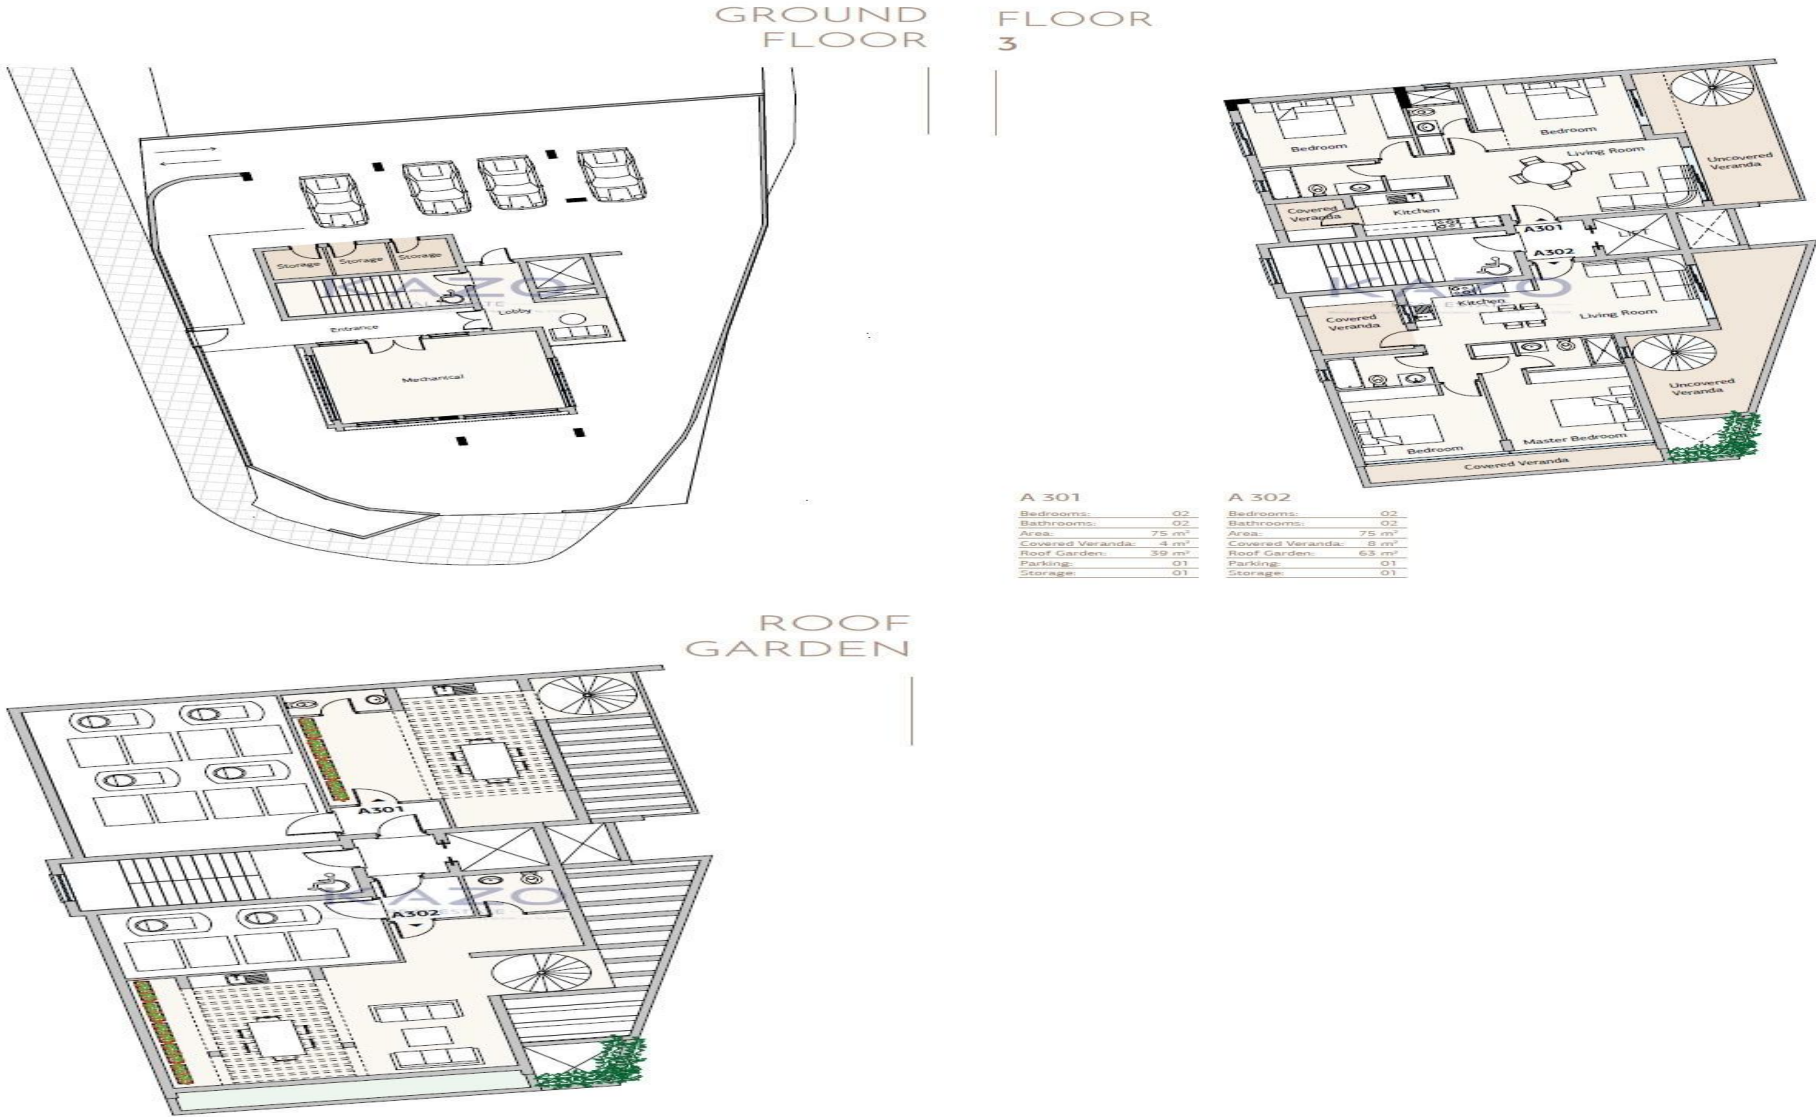 GROUND
FLOOR
Storage
Storage
Storage
Lobby
Entrance
Mechanical
KAZO
FLOOR
3
Bedroom
Bedroom
Living Room
Uncovered
Veranda
Covered
Veranda
Kitchen
A301
LIFT
A302
KAZO
Kitchen
Covered
Veranda
Living Room
Uncovered
Veranda
Bedroom
Master Bedroom
Covered Veranda
A 301
Bedrooms: 02
Bathrooms: 02
Area: 75 m²
Covered Veranda: 4 m²
Roof Garden: 39 m²
Parking: 01
Storage: 01
A 302
Bedrooms: 02
Bathrooms: 02
Area: 75 m²
Covered Veranda: 8 m²
Roof Garden: 63 m²
Parking: 01
Storage: 01
ROOF
GARDEN
A301
KAZO
A302